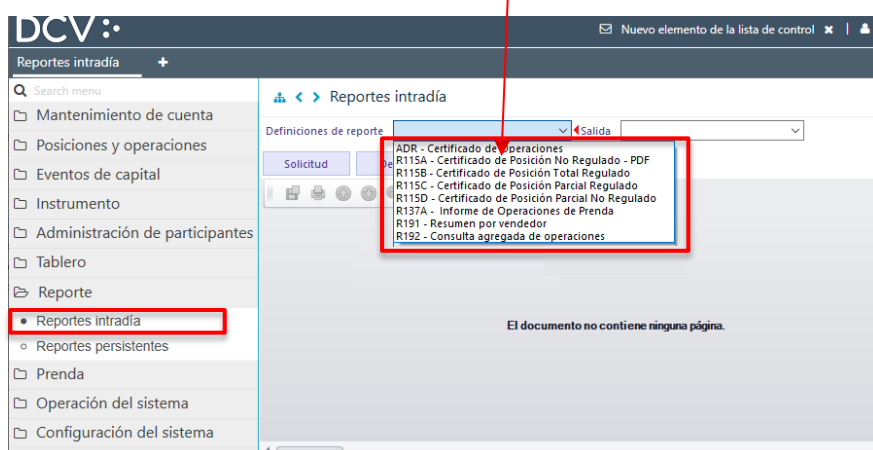 DCV
Nuevo elemento de la lista de control
Reportes intradía +
Search menu
Mantenimiento de cuenta
Posiciones y operaciones
Eventos de capital
Instrumento
Administración de participantes
Tablero
Reporte
Reportes intradía
Reportes persistentes
Prenda
Operación del sistema
Configuración del sistema
Reportes intradía
Definiciones de reporte
Salida
Solicitud
ADR - Certificado de Operaciones
R115A - Certificado de Posición No Regulado - PDF
R115B - Certificado de Posición Total Regulado
R115C - Certificado de Posición Parcial Regulado
R115D - Certificado de Posición Parcial No Regulado
R137A - Informe de Operaciones de Prenda
R191 - Resumen por vendedor
R192 - Consulta agregada de operaciones
El documento no contiene ninguna página.